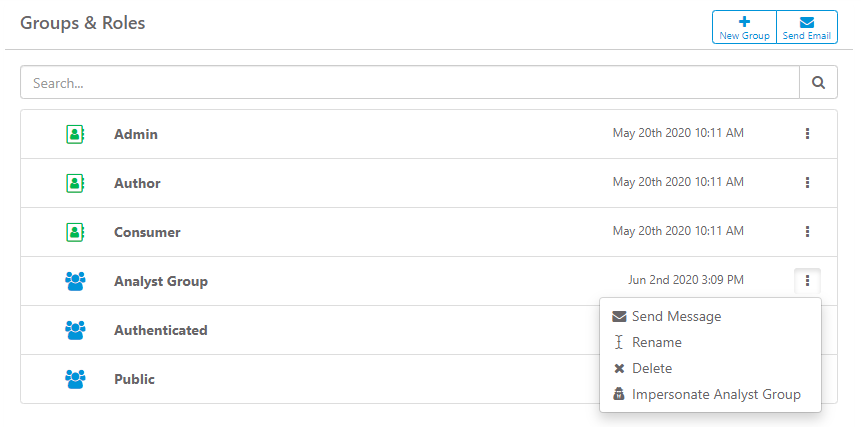 Groups & Roles
New Group
Send Email
Search...
Admin May 20th 2020 10:11 AM
Author May 20th 2020 10:11 AM
Consumer May 20th 2020 10:11 AM
Analyst Group Jun 2nd 2020 3:09 PM
Send Message
Authenticated
Rename
Delete
Public
Impersonate Analyst Group